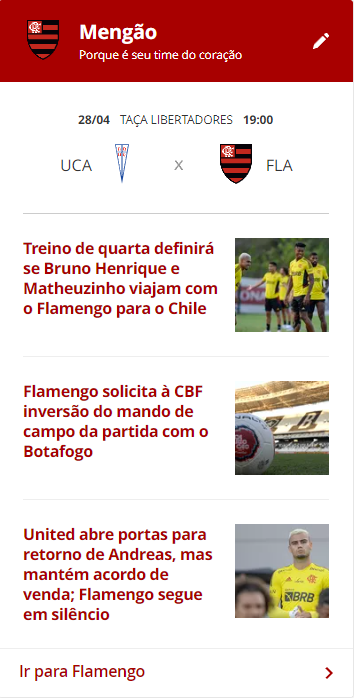 Mengão
Porque é seu time do coração
28/04 TAÇA LIBERTADORES 19:00
UCA x FLA
Treino de quarta definirá
se Bruno Henrique e
Matheuzinho viajam com
o Flamengo para o Chile
Flamengo solicita à CBF
inversão do mando de
campo da partida com o
Botafogo
United abre portas para
retorno de Andreas, mas
mantém acordo de
venda; Flamengo segue
em silêncio
BRB
Ir para Flamengo